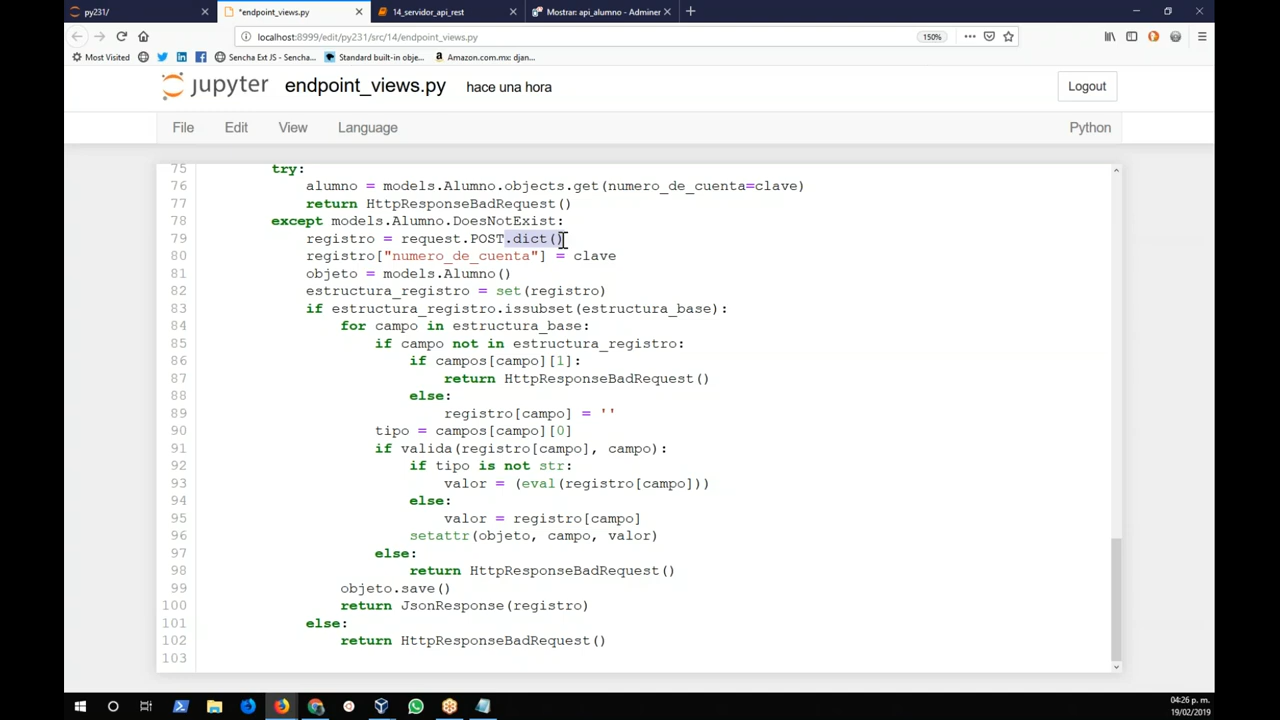 py231/
*endpoint_views.py
14_servidor_api_rest
Mostrar: api_alumno - Adminer
localhost:8999/edit/py231/src/14/endpoint_views.py
150%
Most Visited
Sencha Ext JS - Sencha...
Standard built-in obje...
Amazon.com.mx: djan...
jupyter endpoint_views.py hace una hora
Logout
File Edit View Language
Python
75 try:
76 alumno = models.Alumno.objects.get(numero_de_cuenta=clave)
77 return HttpResponseBadRequest()
78 except models.Alumno.DoesNotExist:
79 registro = request.POST.dict()
80 registro["numero_de_cuenta"] = clave
81 objeto = models.Alumno()
82 estructura_registro = set(registro)
83 if estructura_registro.issubset(estructura_base):
84 for campo in estructura_base:
85 if campo not in estructura_registro:
86 if campos[campo][1]:
87 return HttpResponseBadRequest()
88 else:
89 registro[campo] = ''
90 tipo = campos[campo][0]
91 if valida(registro[campo], campo):
92 if tipo is not str:
93 valor = (eval(registro[campo]))
94 else:
95 valor = registro[campo]
96 setattr(objeto, campo, valor)
97 else:
98 return HttpResponseBadRequest()
99 objeto.save()
100 return JsonResponse(registro)
101 else:
102 return HttpResponseBadRequest()
103
04:26 p. m.
19/02/2019